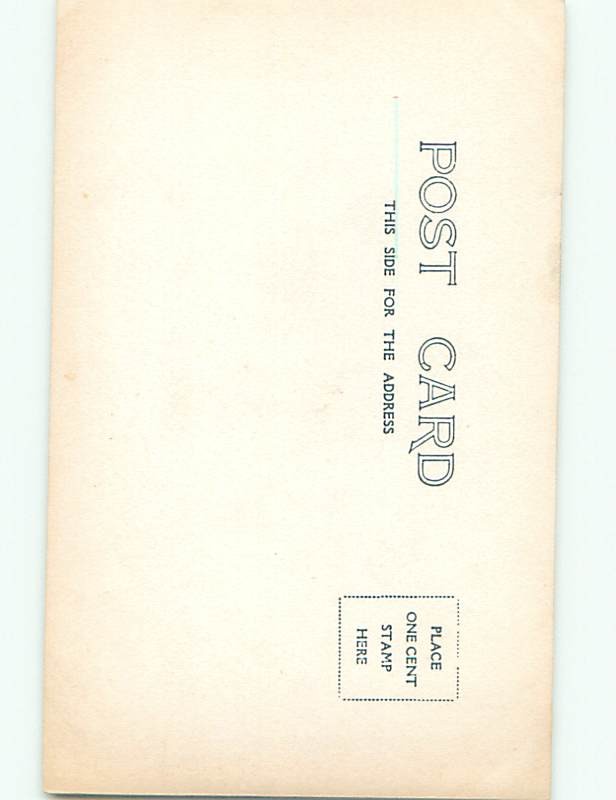 POST CARD
THIS SIDE FOR THE ADDRESS
PLACE
ONE CENT
STAMP
HERE